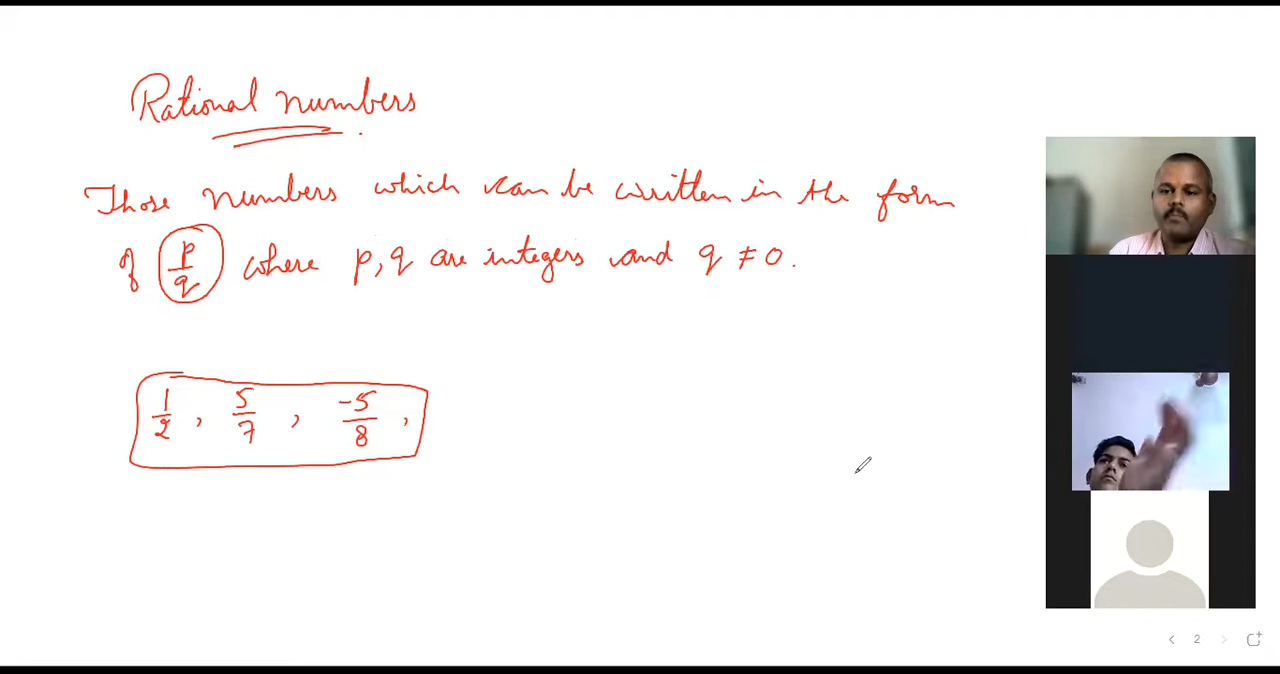 Rational numbers
Those numbers which can be written in the form
of p/q where p, q are integers and q ≠ 0.
1/2 , 5/7 , -5/8 ,
< 2 >